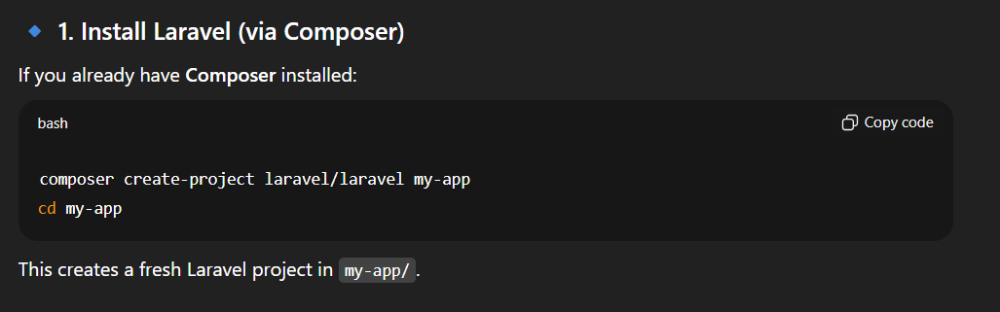 1. Install Laravel (via Composer)
If you already have Composer installed:
bash
Copy code
composer create-project laravel/laravel my-app
cd my-app
This creates a fresh Laravel project in my-app/.